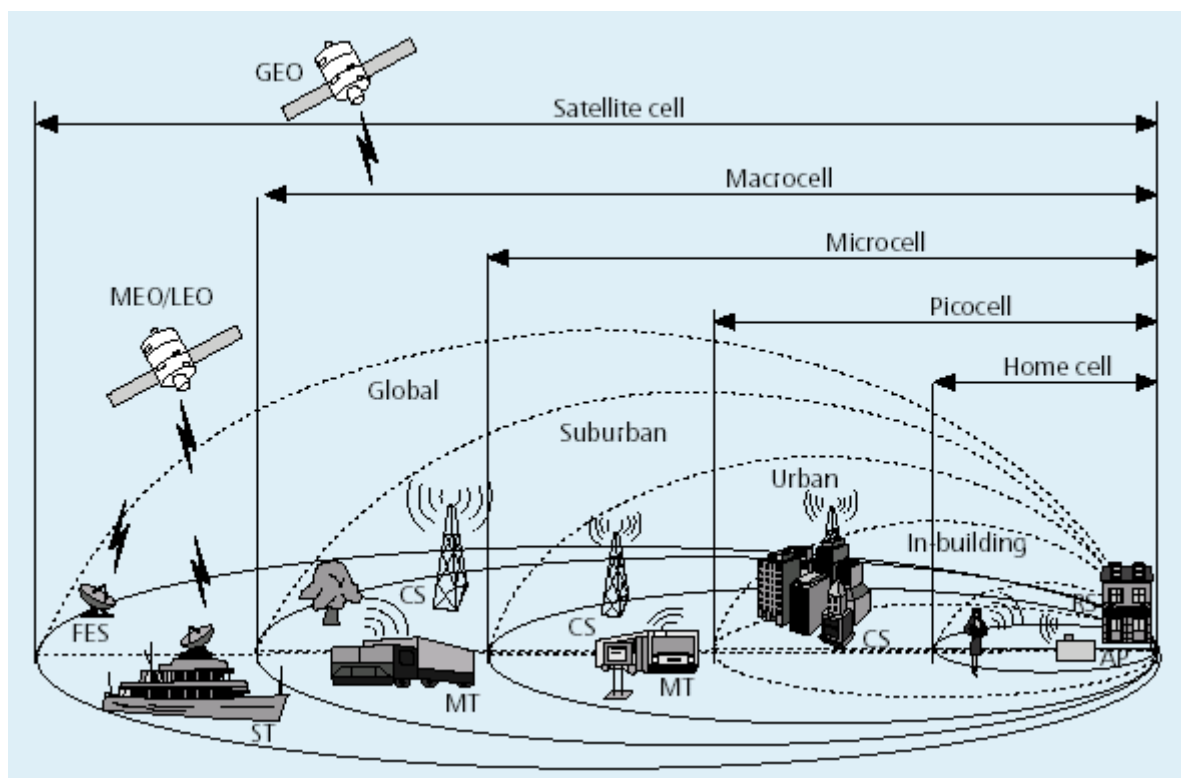 GEO
Satellite cell
Macrocell
Microcell
MEO/LEO
Picocell
Home cell
Global
Suburban
Urban
In-building
CS
FES
CS
CS
RS
AP
MT
MT
ST